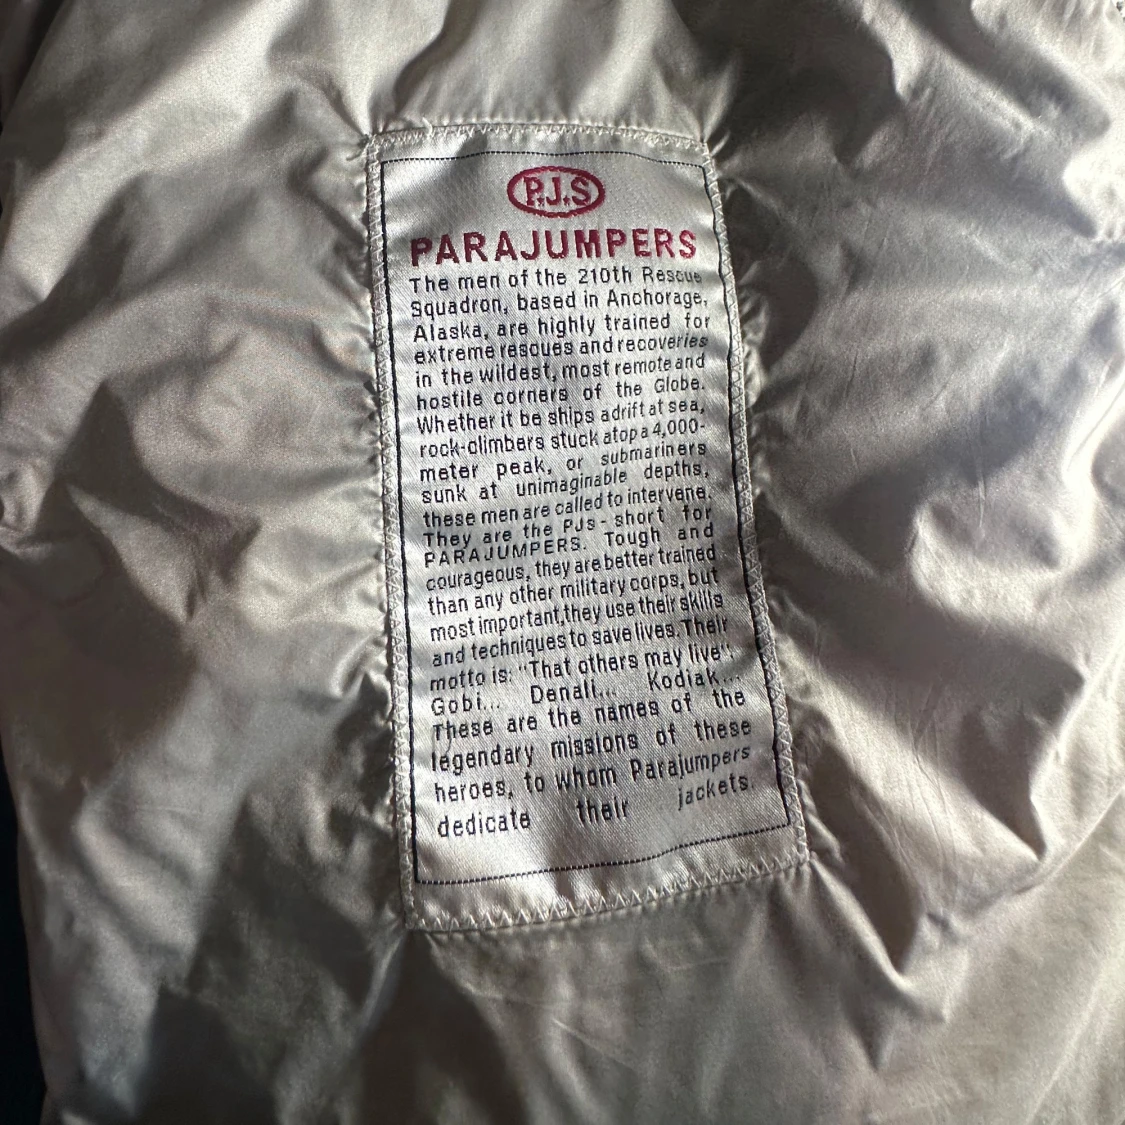 P.J.S
PARAJUMPERS
The men of the 210th Rescue
Squadron, based in Anchorage,
Alaska, are highly trained for
extreme rescues and recoveries
in the wildest, most remote and
hostile corners of the Globe.
Whether it be ships adrift at sea,
rock-climbers stuck atop a 4,000-
meter peak, or submariners
sunk at unimaginable depths,
these men are called to intervene.
They are the PJs - short for
PARAJUMPERS. Tough and
courageous, they are better trained
than any other military corps, but
most important,they use their skills
and techniques to save lives. Their
motto is: "That others may live".
Gobi... Denali... Kodiak...
These are the names of the
legendary missions of these
heroes, to whom Parajumpers
dedicate their jackets.